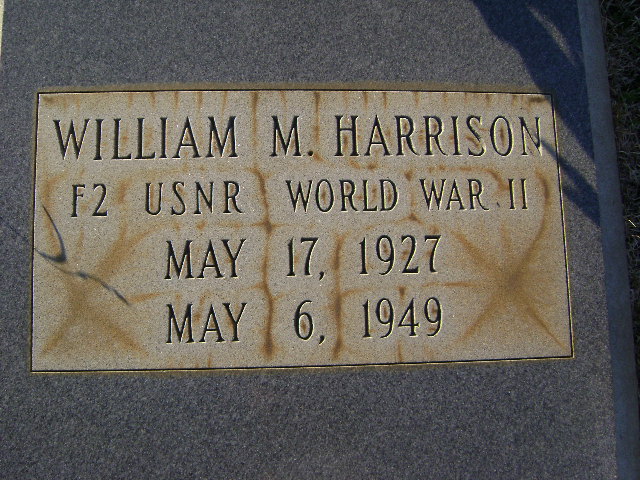 WILLIAM M. HARRISON
F2 USNR WORLD WAR II
MAY 17, 1927
MAY 6, 1949